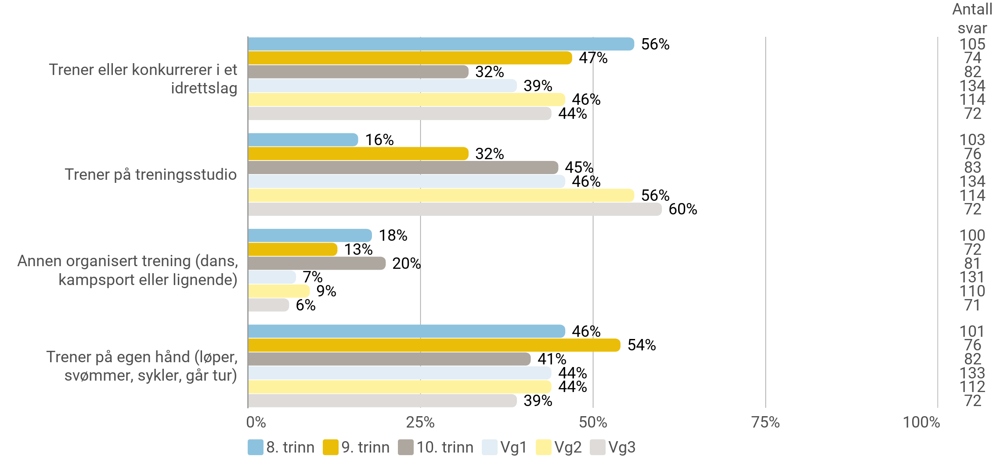 Antall
svar
Trener eller konkurrerer i et
idrettslag
56% 105
47% 74
32% 82
39% 134
46% 114
44% 72
Trener på treningsstudio
16% 103
32% 76
45% 83
46% 134
56% 114
60% 72
Annen organisert trening (dans,
kampsport eller lignende)
18% 100
13% 72
20% 81
7% 131
9% 110
6% 71
Trener på egen hånd (løper,
svømmer, sykler, går tur)
46% 101
54% 76
41% 82
44% 133
44% 112
39% 72
0% 25% 50% 75% 100%
8. trinn 9. trinn 10. trinn Vg1 Vg2 Vg3